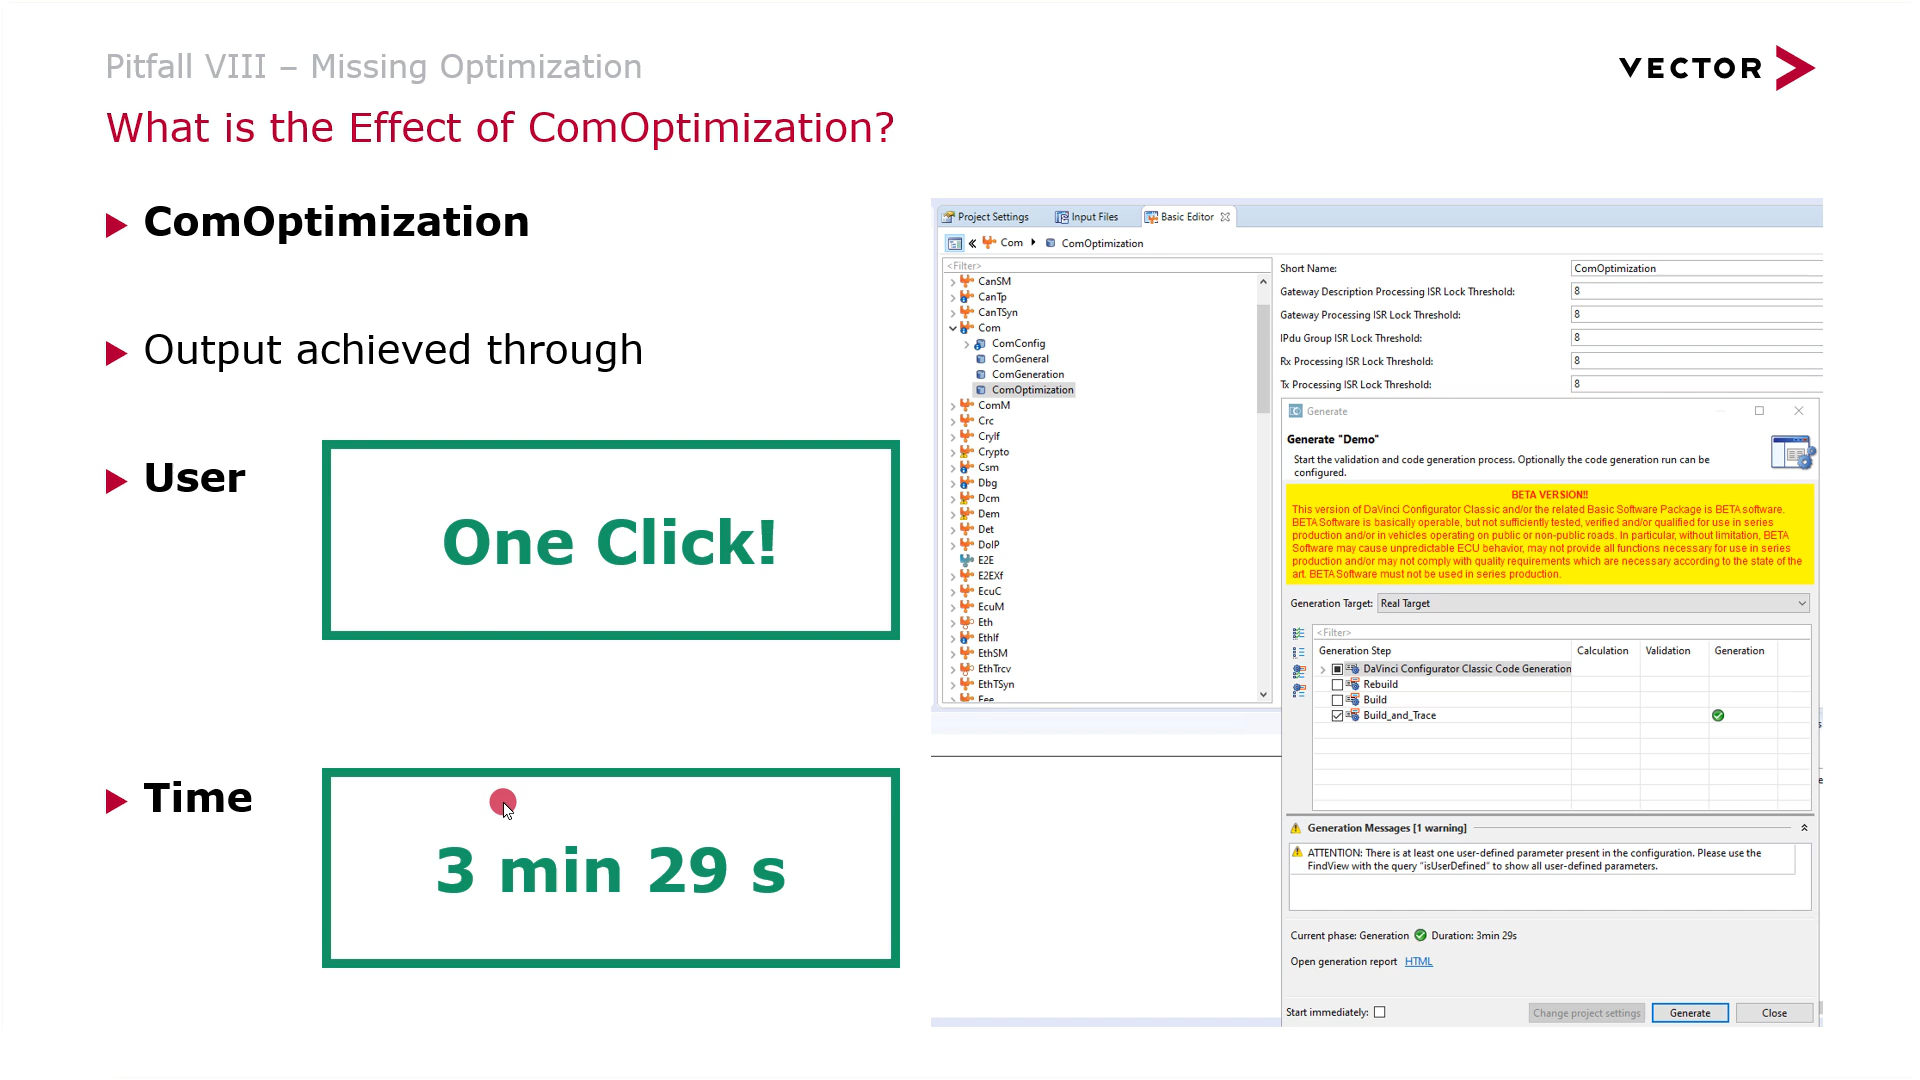 Pitfall VIII – Missing Optimization
VECTOR
What is the Effect of ComOptimization?
ComOptimization
Output achieved through
User
One Click!
Time
3 min 29 s
Project Settings
Input Files
Basic Editor
Com
ComOptimization
<Filter>
CanSM
CanTp
CanTSyn
Com
ComConfig
ComGeneral
ComGeneration
ComOptimization
ComM
Crc
CryIf
Crypto
Csm
Dbg
Dcm
Dem
Det
DoIP
E2E
E2EXf
EcuC
EcuM
Eth
EthIf
EthSM
EthTrcv
EthTSyn
Fee
Short Name: ComOptimization
Gateway Description Processing ISR Lock Threshold: 8
Gateway Processing ISR Lock Threshold: 8
IPdu Group ISR Lock Threshold: 8
Rx Processing ISR Lock Threshold: 8
Tx Processing ISR Lock Threshold: 8
Generate
Generate "Demo"
Start the validation and code generation process. Optionally the code generation run can be
configured.
BETA VERSION!!
This version of DaVinci Configurator Classic and/or the related Basic Software Package is BETA software.
BETA Software is basically operable, but not sufficiently tested, verified and/or qualified for use in series
production and/or in vehicles operating on public or non-public roads. In particular, without limitation, BETA
Software may cause unpredictable ECU behavior, may not provide all functions necessary for use in series
production and/or may not comply with quality requirements which are necessary according to the state of the
art. BETA Software must not be used in series production.
Generation Target: Real Target
<Filter>
Generation Step Calculation Validation Generation
DaVinci Configurator Classic Code Generation
Rebuild
Build
Build_and_Trace
Generation Messages [1 warning]
ATTENTION: There is at least one user-defined parameter present in the configuration. Please use the
FindView with the query "isUserDefined" to show all user-defined parameters.
Current phase: Generation Duration: 3min 29s
Open generation report HTML
Start immediately:
Change project settings
Generate
Close